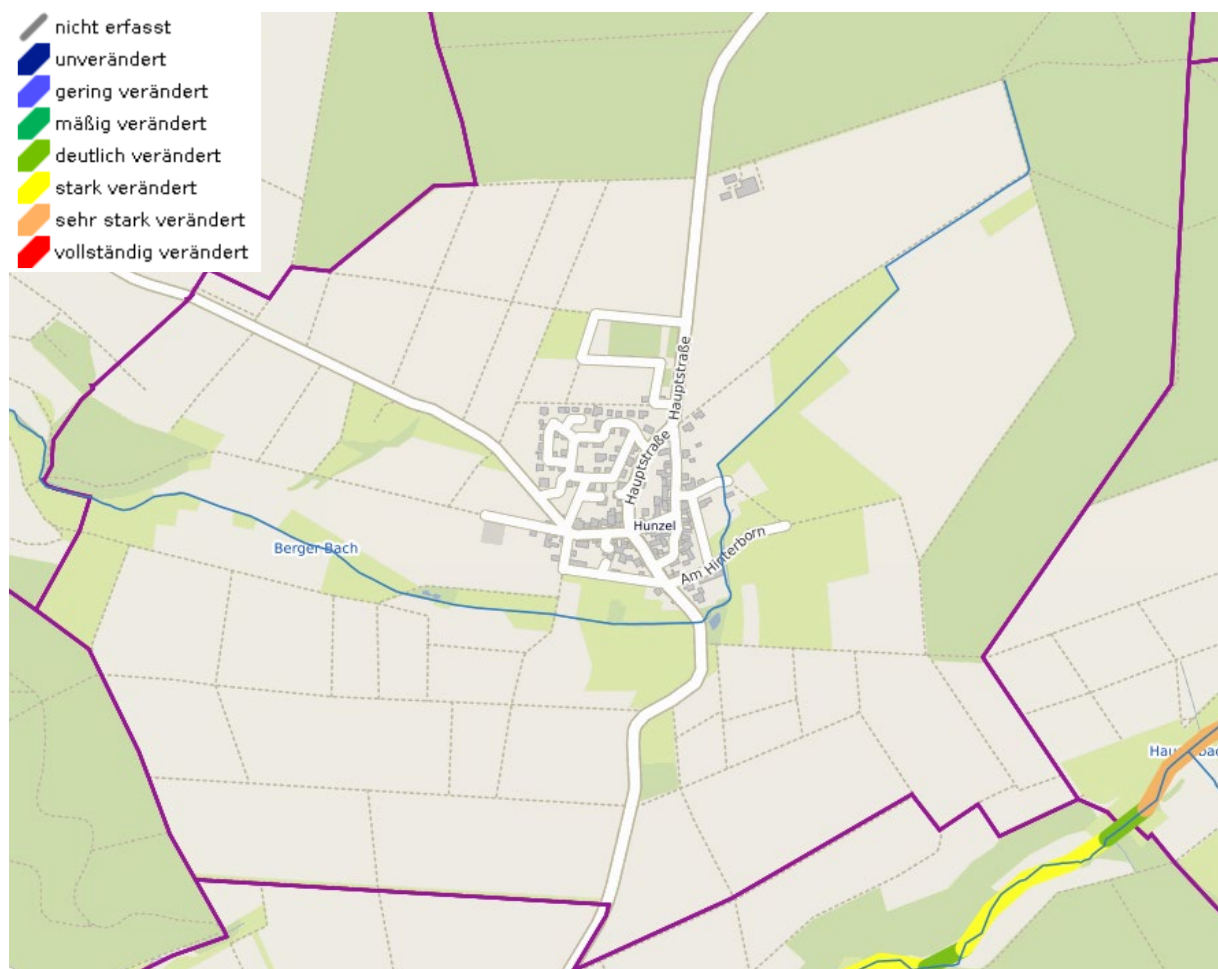 nicht erfasst
unverändert
gering verändert
mäßig verändert
deutlich verändert
stark verändert
sehr stark verändert
vollständig verändert
Hauptstraße
Hauptstraße
Hunzel
Am Hinterborn
Berger Bach